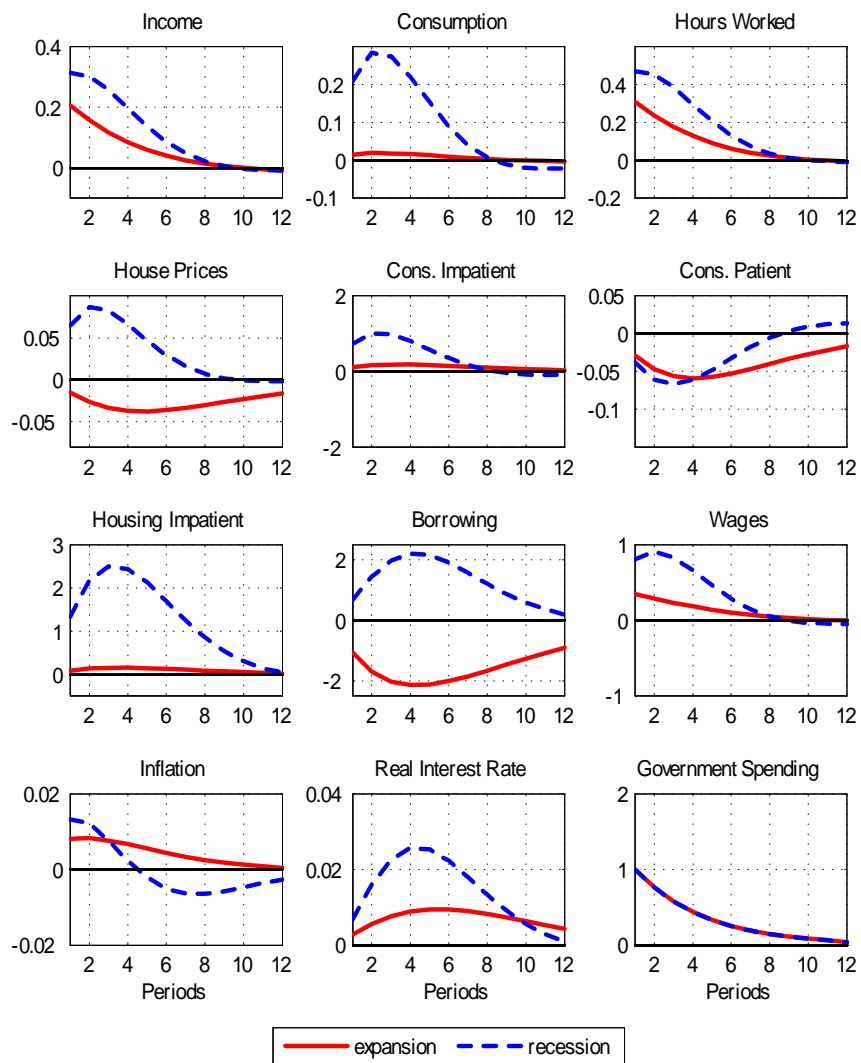 Income
0.4
0.2
0
2 4 6 8 10 12
Consumption
0.2
0.1
0
-0.1
2 4 6 8 10 12
Hours Worked
0.4
0.2
0
-0.2
2 4 6 8 10 12
House Prices
0.05
0
-0.05
2 4 6 8 10 12
Cons. Impatient
2
0
-2
2 4 6 8 10 12
Cons. Patient
0.05
0
-0.05
-0.1
2 4 6 8 10 12
Housing Impatient
3
2
1
0
2 4 6 8 10 12
Borrowing
2
0
-2
2 4 6 8 10 12
Wages
1
0
-1
2 4 6 8 10 12
Inflation
0.02
0
-0.02
2 4 6 8 10 12
Periods
Real Interest Rate
0.04
0.02
0
2 4 6 8 10 12
Periods
Government Spending
2
1
0
2 4 6 8 10 12
Periods
expansion recession